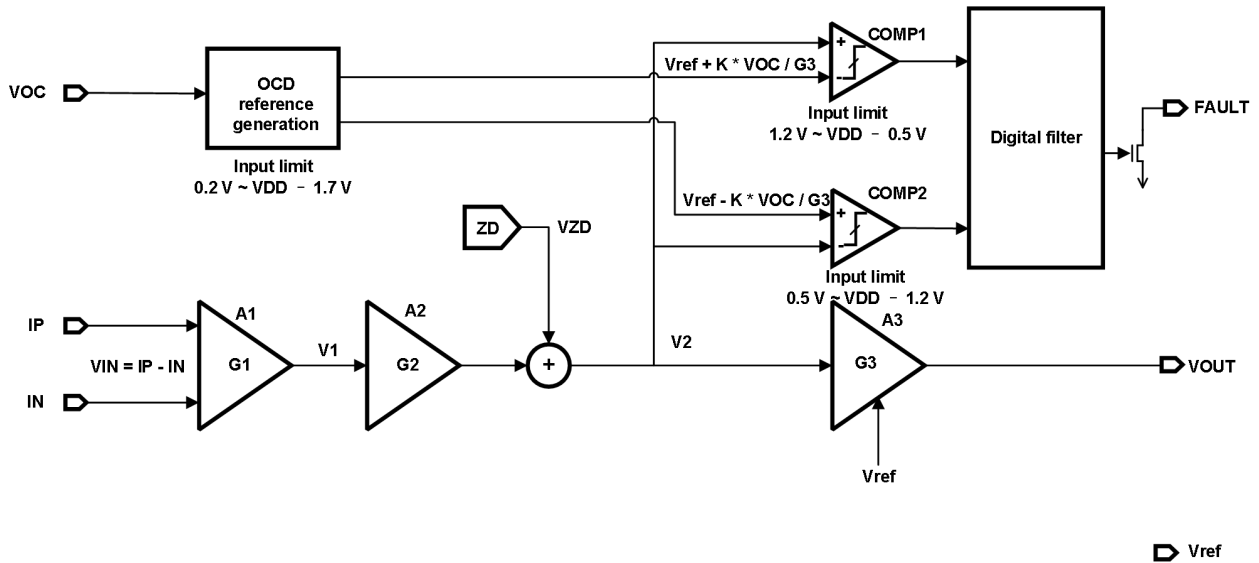 COMP1
+
Vref + K * VOC / G3
-
VOC
OCD
reference
generation
Input limit
1.2 V ~ VDD - 0.5 V
Digital filter
FAULT
Input limit
0.2 V ~ VDD - 1.7 V
COMP2
Vref - K * VOC / G3
+
-
ZD
VZD
Input limit
0.5 V ~ VDD - 1.2 V
IP
A1
A2
A3
V1
V2
VIN = IP - IN
G1
G2
+
G3
VOUT
IN
Vref
Vref